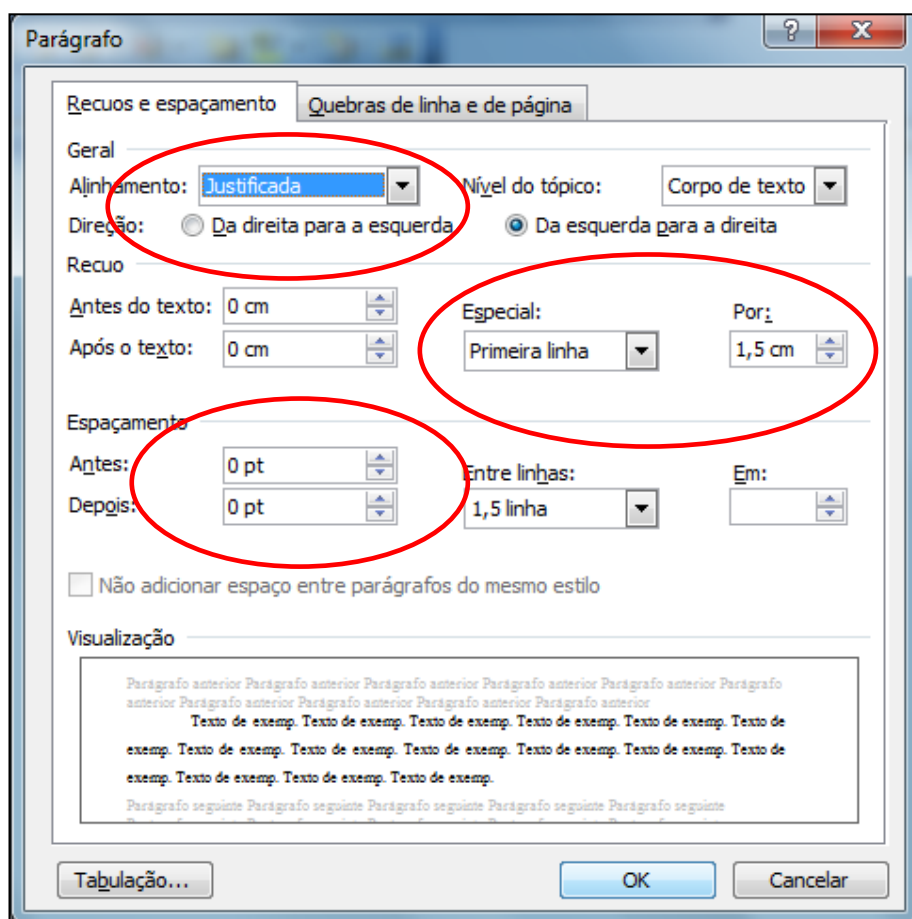 Parágrafo
Recuos e espaçamento Quebras de linha e de página
Geral
Alinhamento: Justificada Nível do tópico: Corpo de texto
Direção: Da direita para a esquerda Da esquerda para a direita
Recuo
Antes do texto: 0 cm Especial: Por:
Após o texto: 0 cm Primeira linha 1,5 cm
Espaçamento
Antes: 0 pt Entre linhas: Em:
Depois: 0 pt 1,5 linha
Não adicionar espaço entre parágrafos do mesmo estilo
Visualização
Parágrafo anterior Parágrafo anterior Parágrafo anterior Parágrafo anterior Parágrafo anterior Parágrafo
anterior Parágrafo anterior Parágrafo anterior Parágrafo anterior Parágrafo anterior
Texto de exemp. Texto de exemp. Texto de exemp. Texto de exemp. Texto de exemp. Texto de
exemp. Texto de exemp. Texto de exemp. Texto de exemp. Texto de exemp. Texto de exemp. Texto de
exemp. Texto de exemp. Texto de exemp.
Parágrafo seguinte Parágrafo seguinte Parágrafo seguinte Parágrafo seguinte Parágrafo seguinte
Tabulação... OK Cancelar